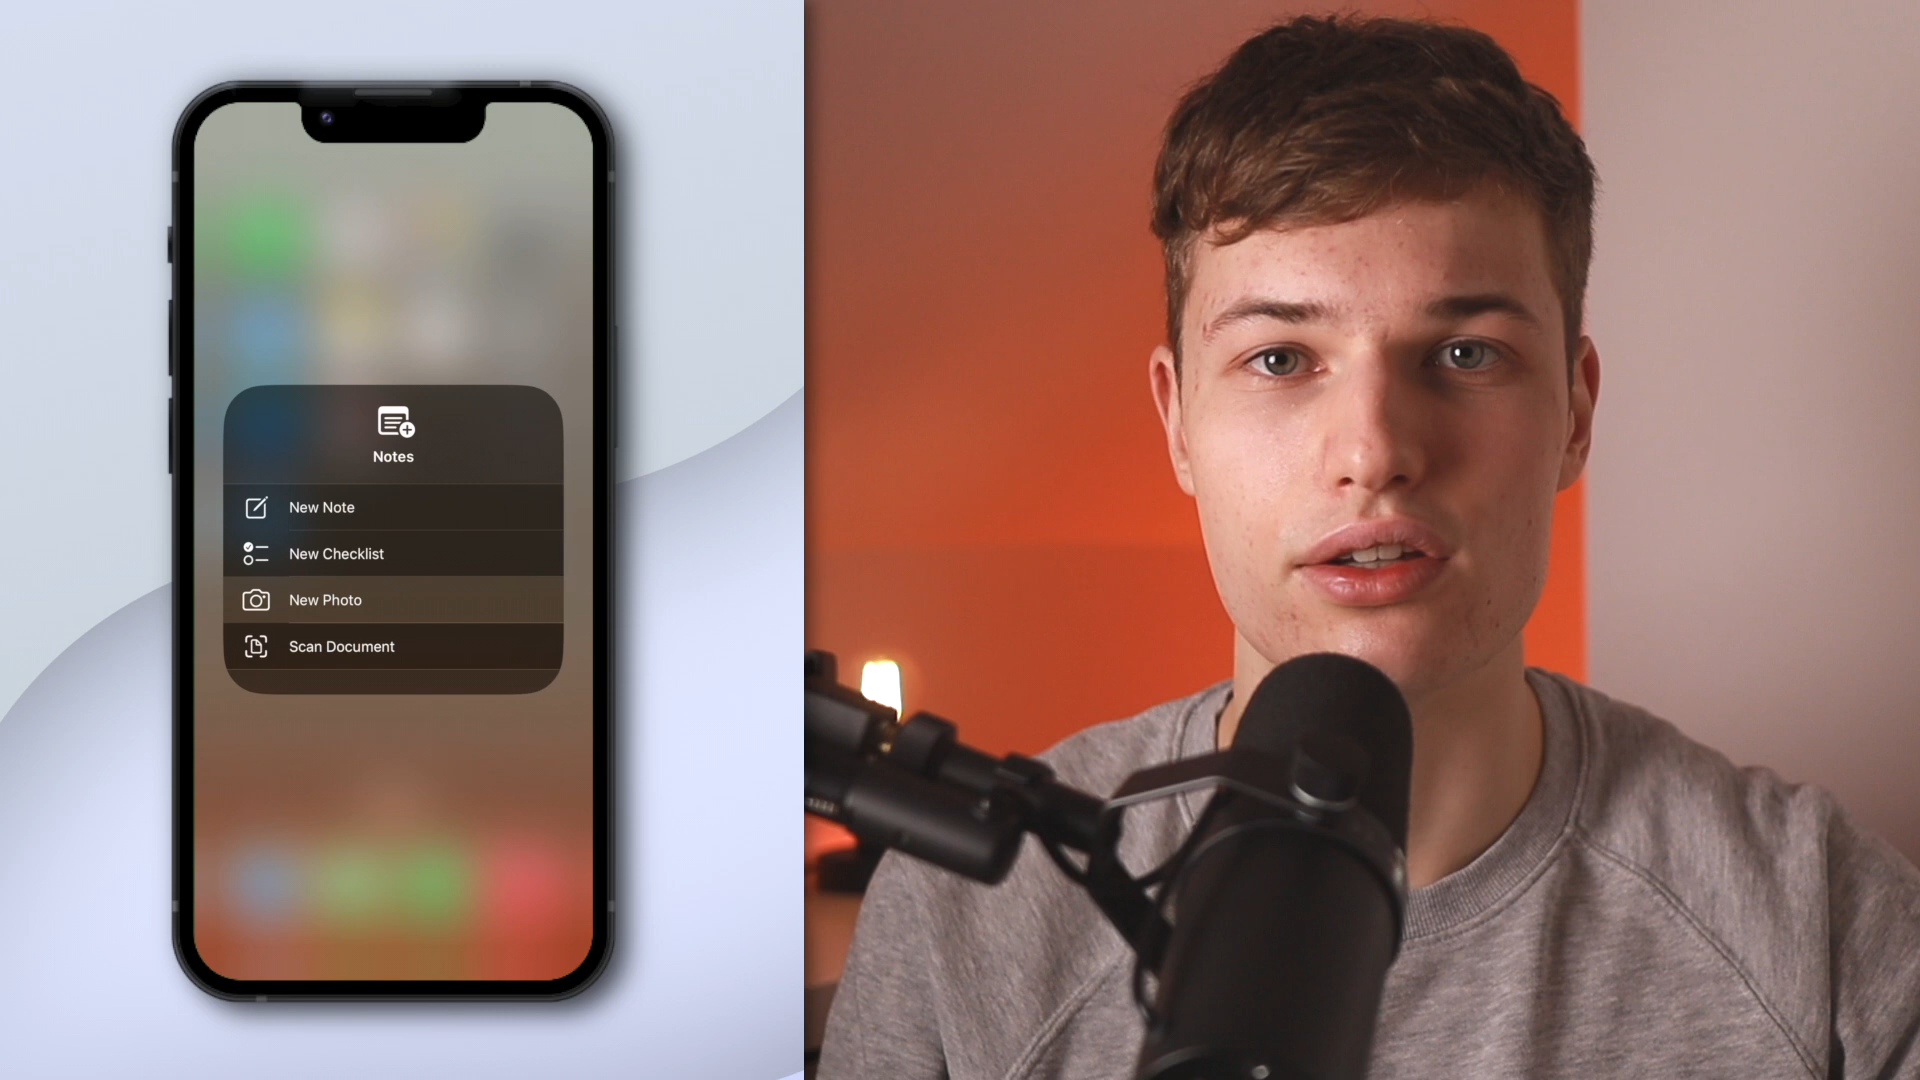 Notes
New Note
New Checklist
New Photo
Scan Document